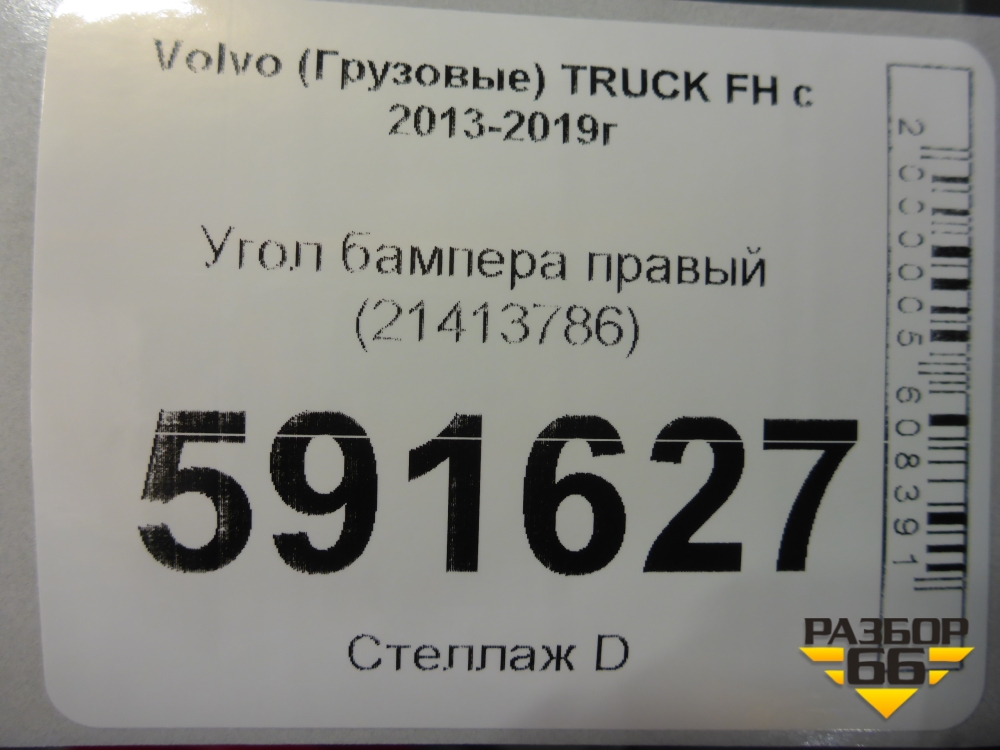 Volvo (Грузовые) TRUCK FH с
2013-2019г
Угол бампера правый
(21413786)
591627
Стеллаж D
2000005608391
РАЗБОР
66